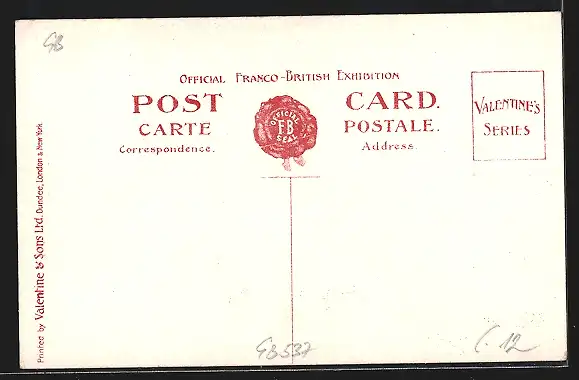 GB
OFFICIAL FRANCO-BRITISH EXHIBITION
POST CARD.
CARTE POSTALE.
Correspondence. Address.
OFFICIAL
F.B
SEAL
VALENTINE'S
SERIES
Printed by Valentine & Sons Ltd. Dundee, London & New York
GB537
12